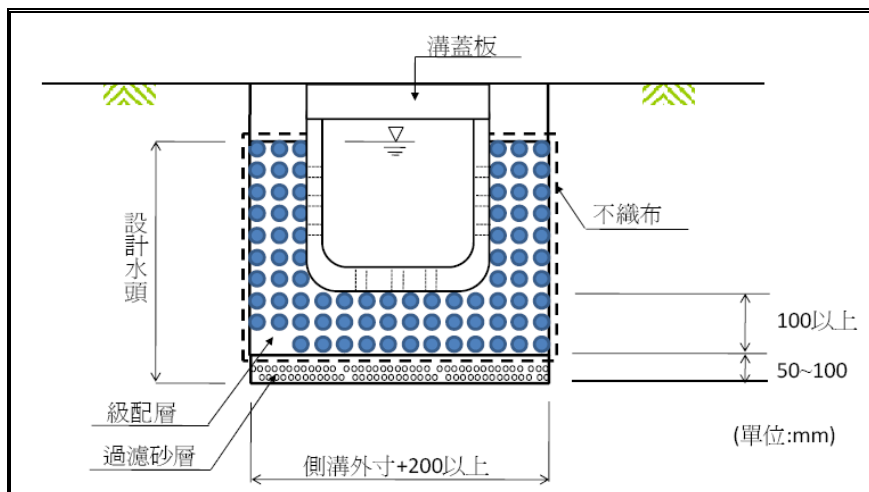 溝蓋板
設計水頭
不織布
100以上
50~100
級配層
過濾砂層
側溝外寸+200以上
(單位:mm)